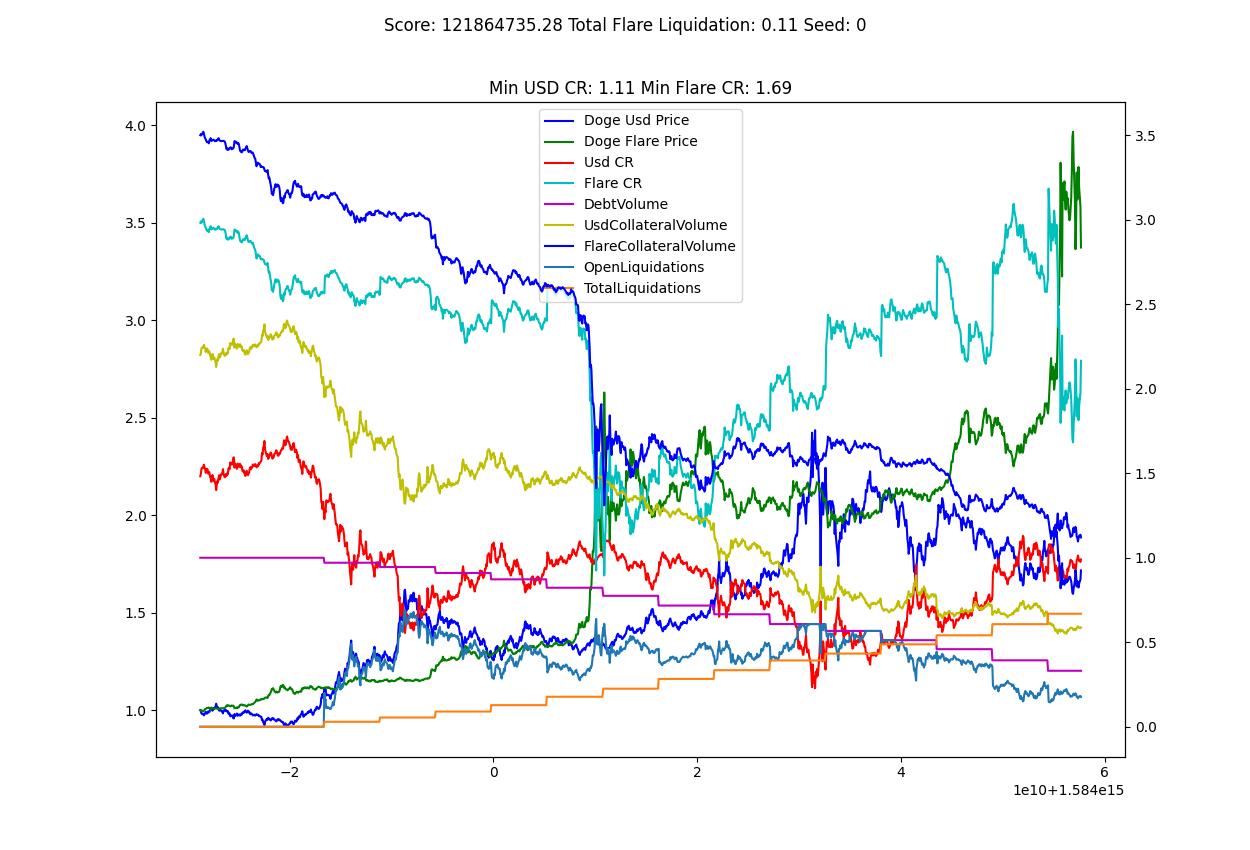 Score: 121864735.28 Total Flare Liquidation: 0.11 Seed: 0
Min USD CR: 1.11 Min Flare CR: 1.69
Doge Usd Price
Doge Flare Price
Usd CR
Flare CR
DebtVolume
UsdCollateralVolume
FlareCollateralVolume
OpenLiquidations
TotalLiquidations
4.0
3.5
3.0
2.5
2.0
1.5
1.0
3.5
3.0
2.5
2.0
1.5
1.0
0.5
0.0
−2 0 2 4 6
1e10+1.584e15